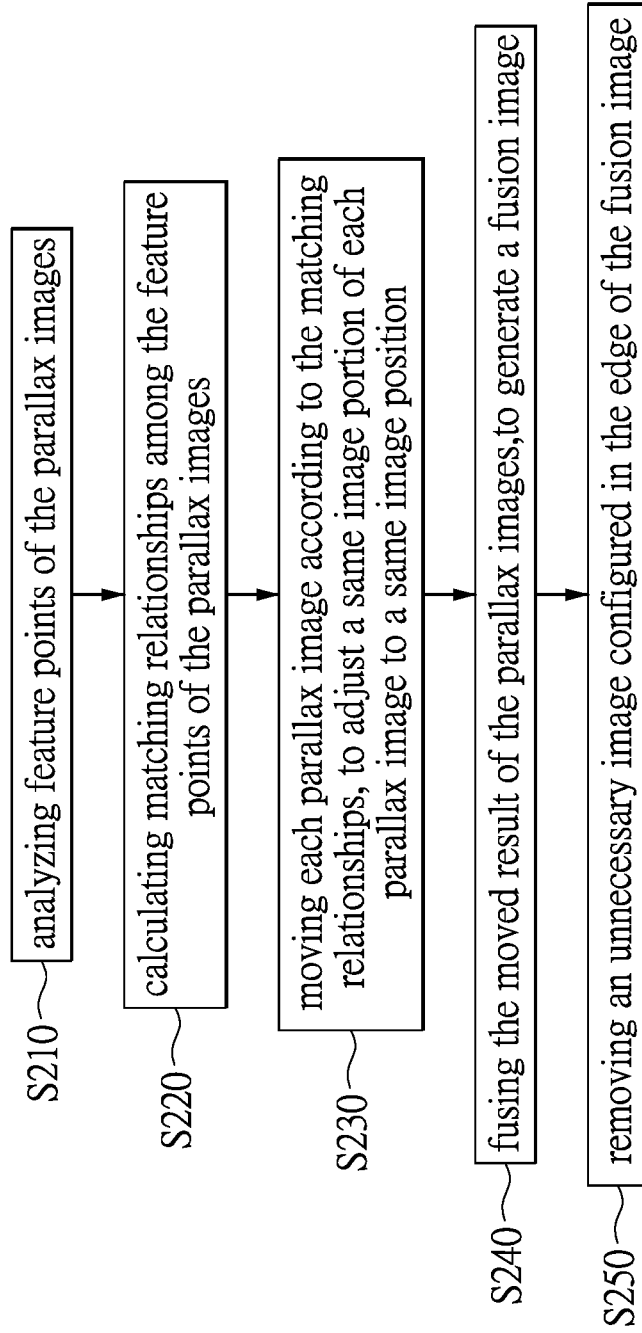 S210
analyzing feature points of the parallax images
S220
calculating matching relationships among the feature
points of the parallax images
S230
moving each parallax image according to the matching
relationships, to adjust a same image portion of each
parallax image to a same image position
S240
fusing the moved result of the parallax images,to generate a fusion image
S250
removing an unnecessary image configured in the edge of the fusion image